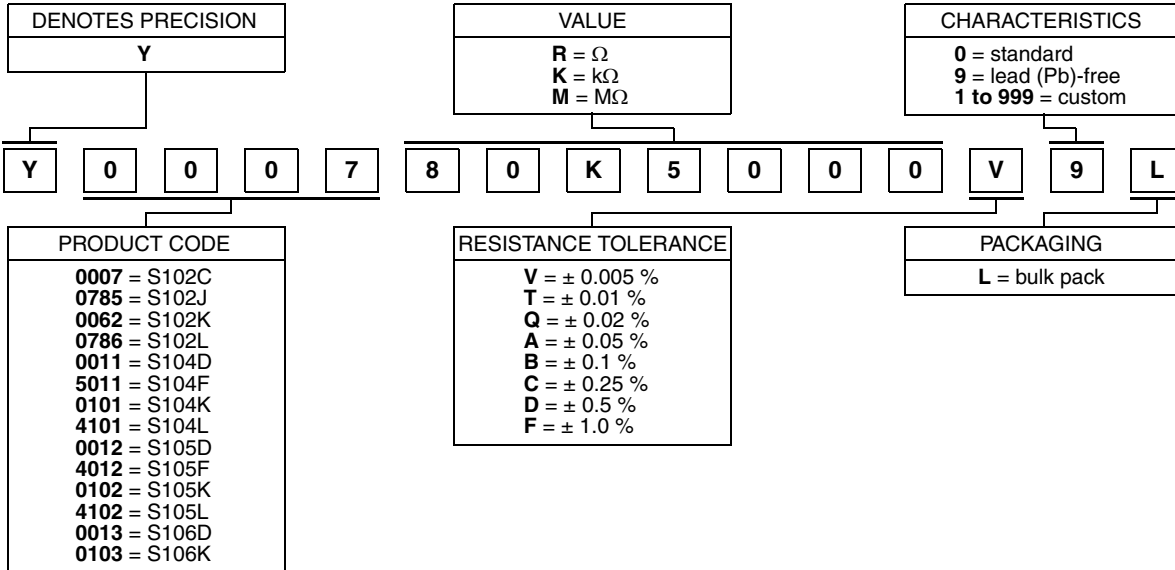 DENOTES PRECISION
Y
VALUE
R = Ω
K = kΩ
M = MΩ
CHARACTERISTICS
0 = standard
9 = lead (Pb)-free
1 to 999 = custom
Y 0 0 0 7 8 0 K 5 0 0 0 V 9 L
PRODUCT CODE
0007 = S102C
0785 = S102J
0062 = S102K
0786 = S102L
0011 = S104D
5011 = S104F
0101 = S104K
4101 = S104L
0012 = S105D
4012 = S105F
0102 = S105K
4102 = S105L
0013 = S106D
0103 = S106K
RESISTANCE TOLERANCE
V = ± 0.005 %
T = ± 0.01 %
Q = ± 0.02 %
A = ± 0.05 %
B = ± 0.1 %
C = ± 0.25 %
D = ± 0.5 %
F = ± 1.0 %
PACKAGING
L = bulk pack